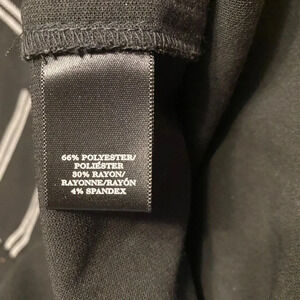 66% POLYESTER/
POLIÉSTER
30% RAYON/
RAYONNE/RAYÓN
4% SPANDEX